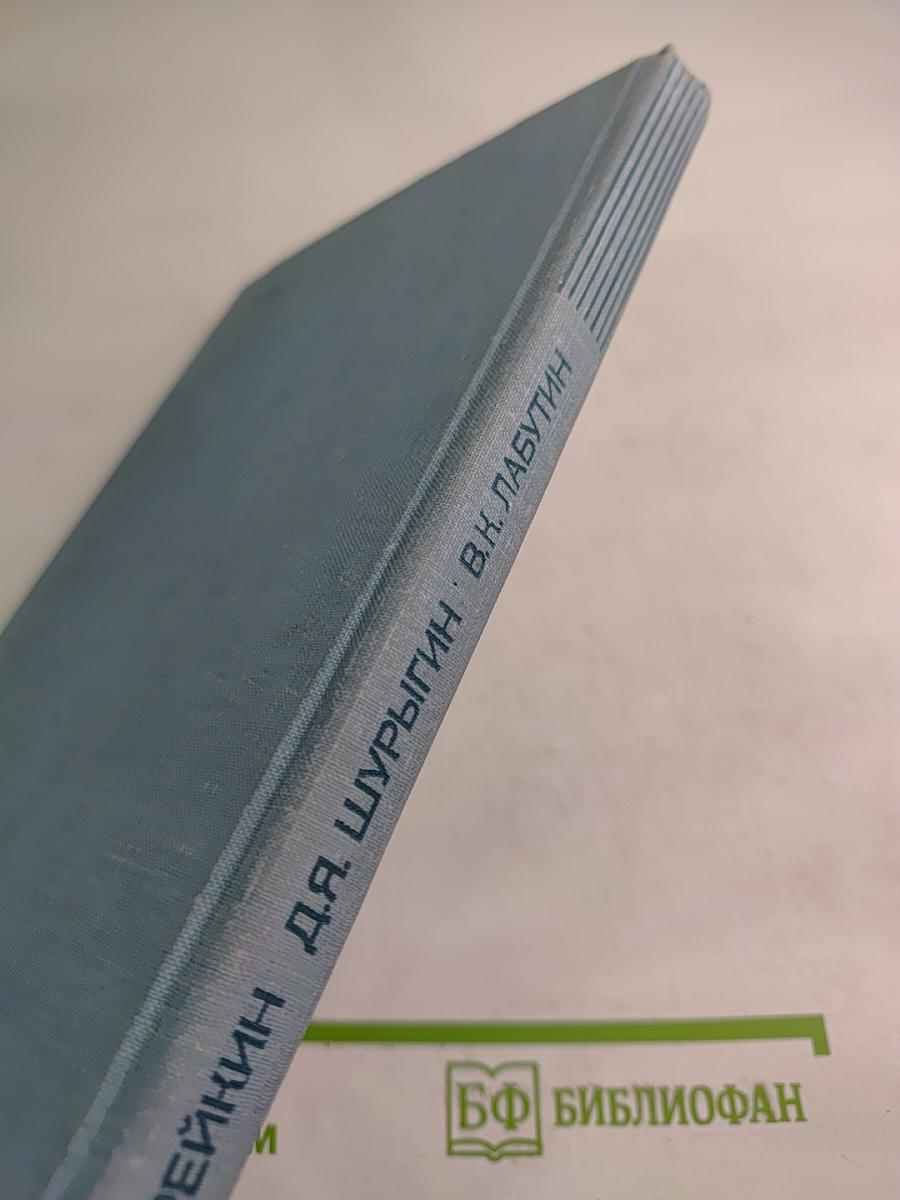 РЕЙКИН Д.Я. ШУРЫГИН В.К. ЛАБУТИН
м
БФ БИБЛИОФАН